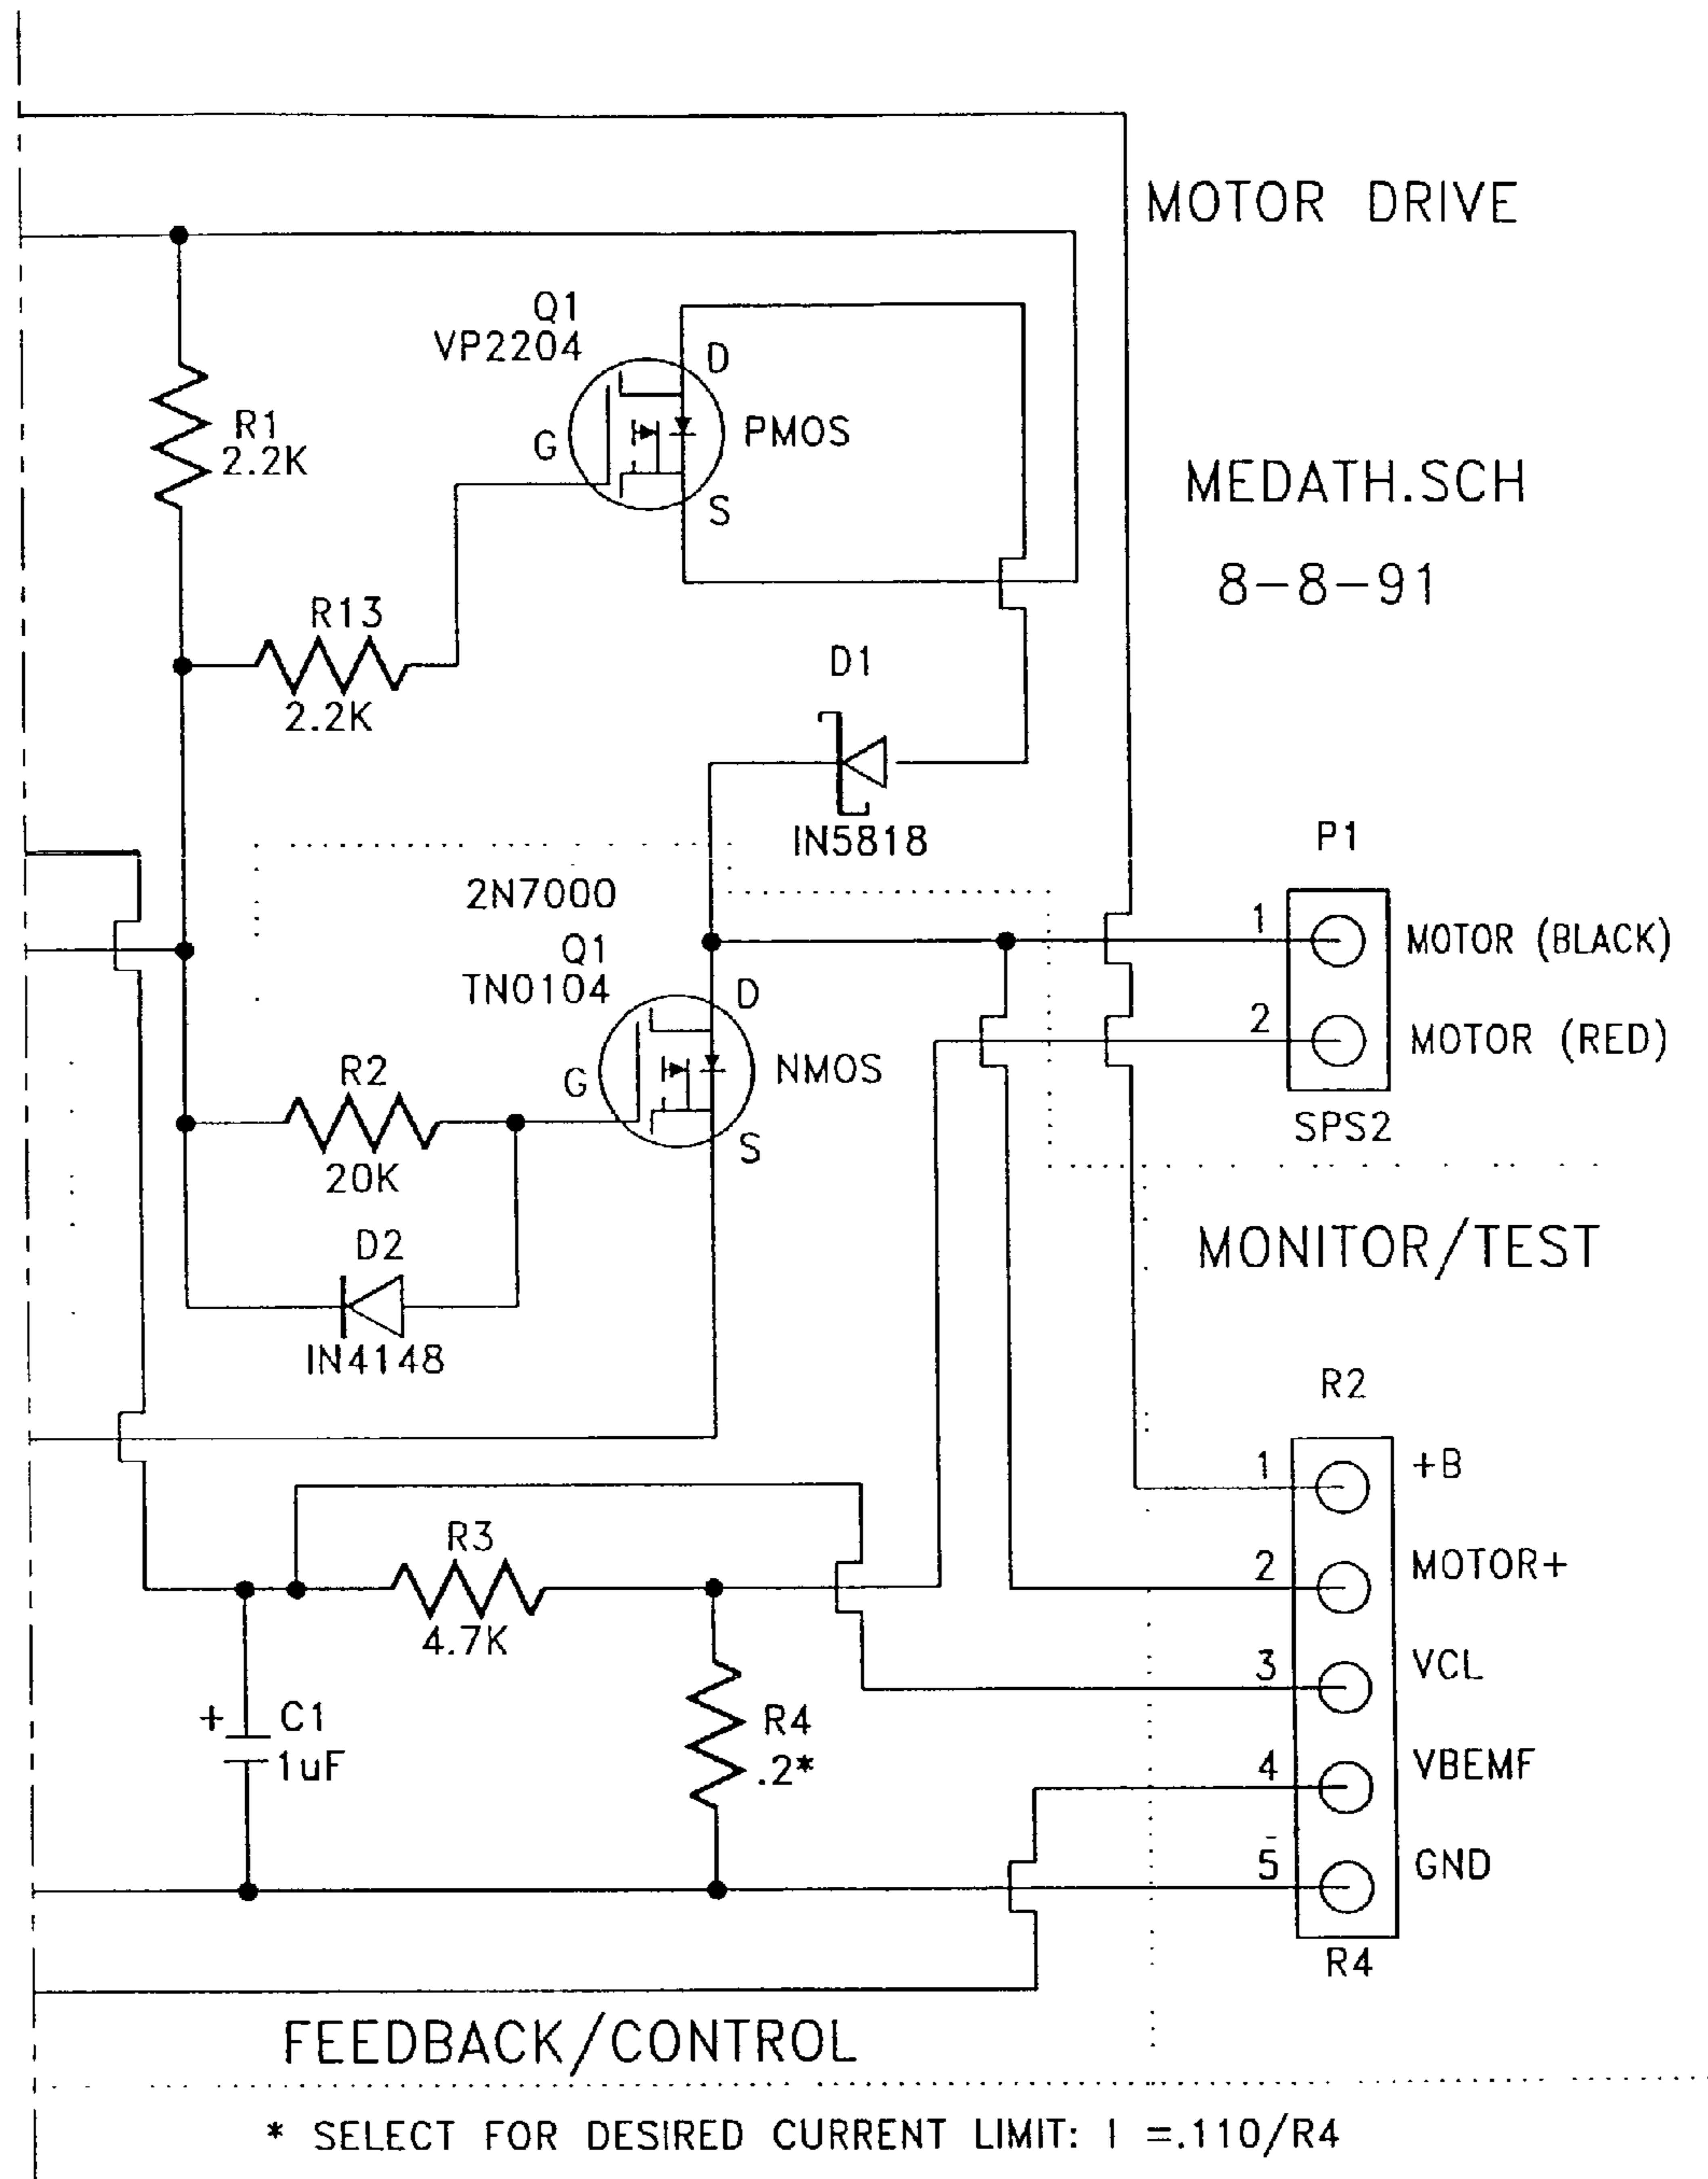 MOTOR DRIVE
Q1
VP2204
D
G
PMOS
S
R1
2.2K
MEDATH.SCH
8-8-91
R13
2.2K
D1
IN5818
P1
2N7000
Q1
TN0104
D
G
NMOS
S
1
MOTOR (BLACK)
2
MOTOR (RED)
SPS2
R2
20K
D2
IN4148
MONITOR/TEST
R2
1
+B
2
MOTOR+
3
VCL
4
VBEMF
5
GND
R4
R3
4.7K
+
C1
1uF
R4
.2*
FEEDBACK/CONTROL
* SELECT FOR DESIRED CURRENT LIMIT: I =.110/R4